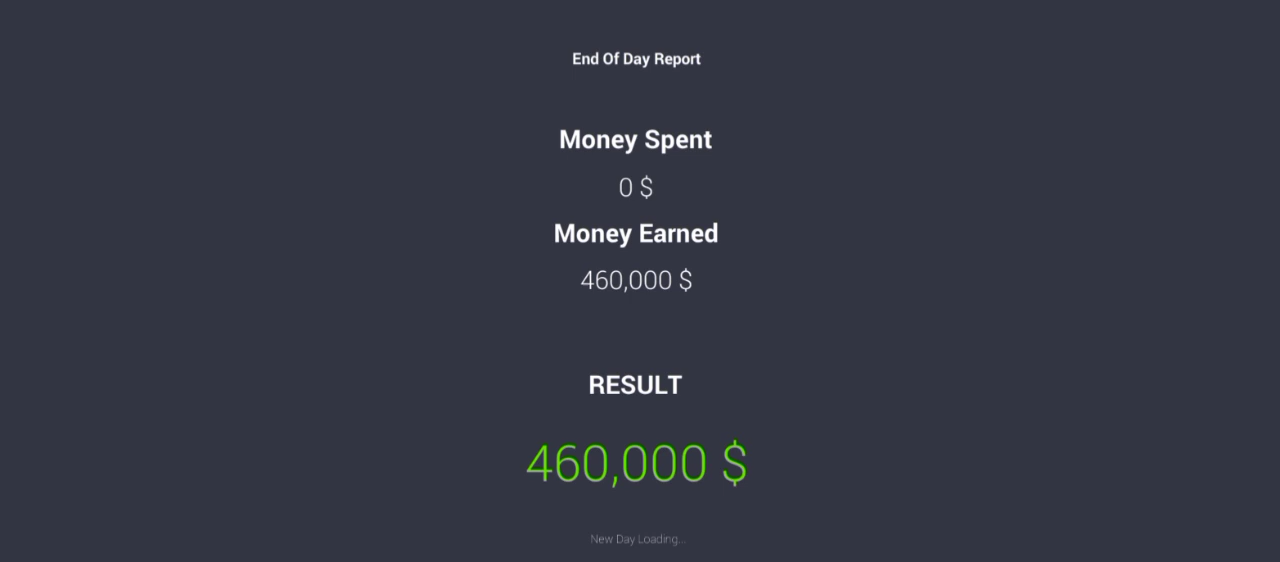 End Of Day Report
Money Spent
0 $
Money Earned
460,000 $
RESULT
460,000 $
New Day Loading...